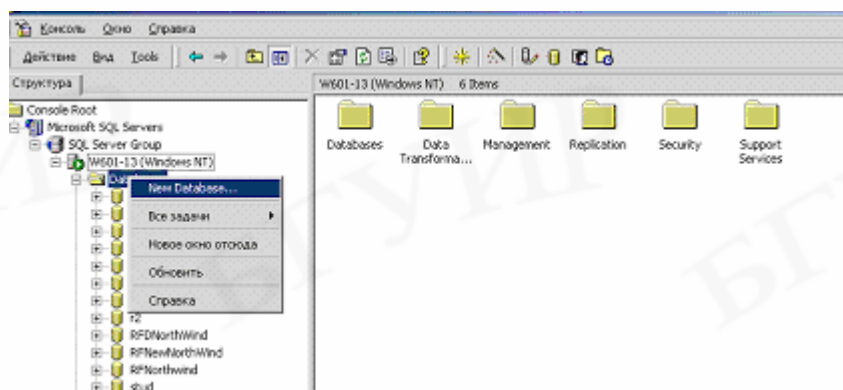 Консоль Окно Справка
Действие Вид Tools
Структура
W601-13 (Windows NT) 6 Items
Console Root
Microsoft SQL Servers
SQL Server Group
W601-13 (Windows NT)
Databases
Data Transforma...
Management
Replication
Security
Support Services
New Database...
Все задачи
Новое окно отсюда
Обновить
Справка
r2
RFDNorthWind
RFNewNorthWind
RFNorthwind
stud
БГУИР